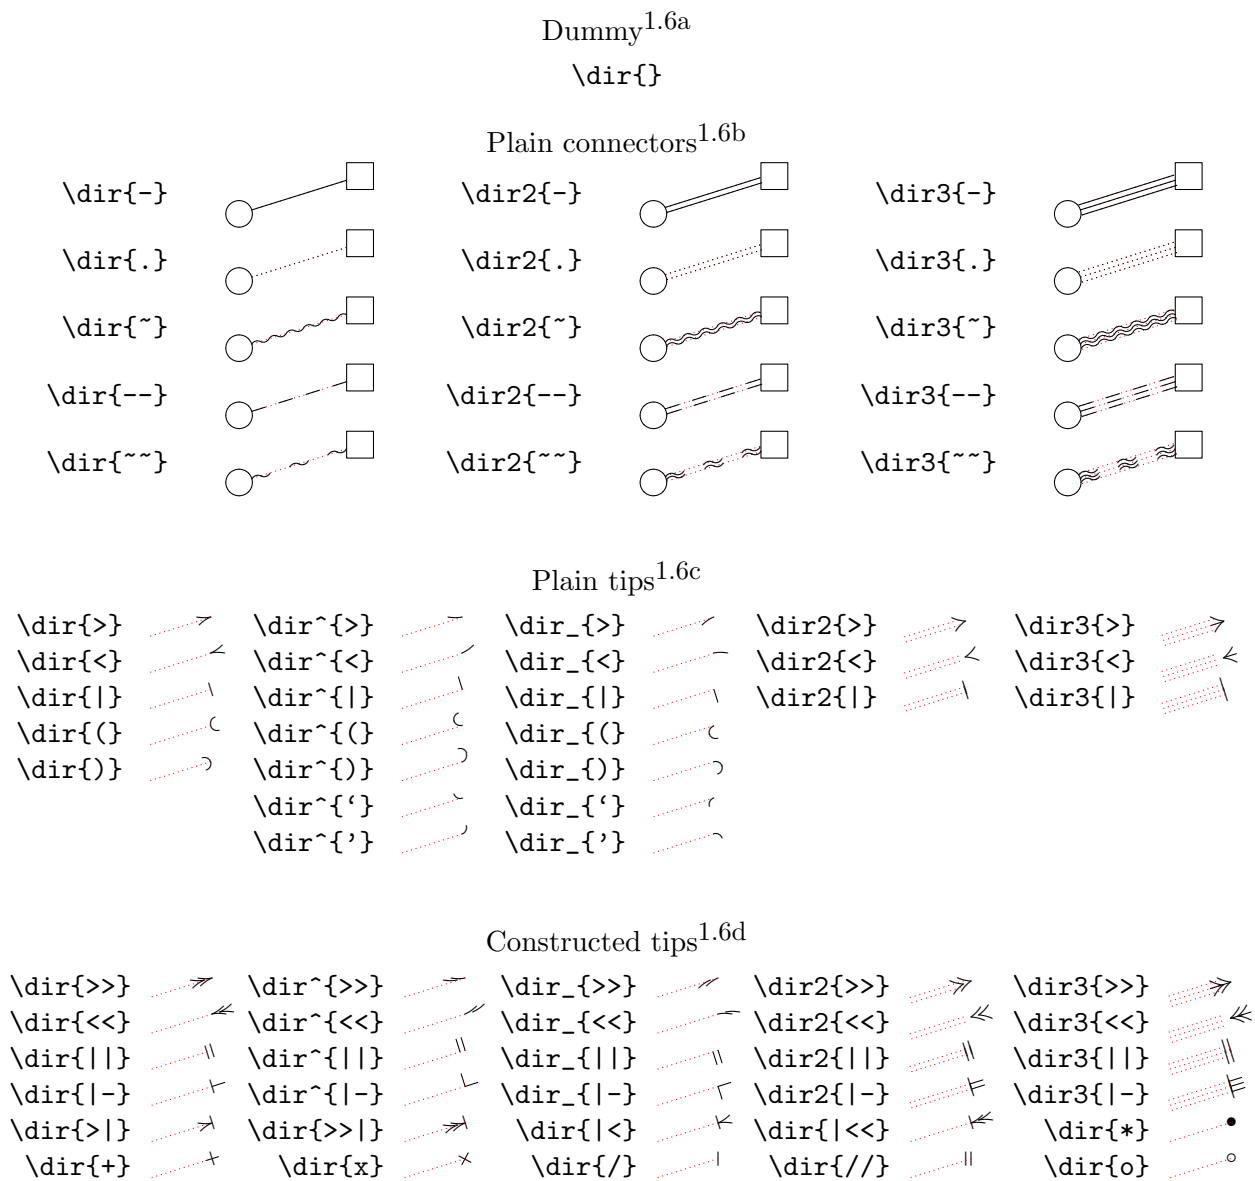 Dummy1.6a
\dir{}
Plain connectors1.6b
\dir{-} \dir2{-} \dir3{-}
\dir{.} \dir2{.} \dir3{.}
\dir{~} \dir2{~} \dir3{~}
\dir{--} \dir2{--} \dir3{--}
\dir{~~} \dir2{~~} \dir3{~~}
Plain tips1.6c
\dir{>} \dir^{>} \dir_{>} \dir2{>} \dir3{>}
\dir{<} \dir^{<} \dir_{<} \dir2{<} \dir3{<}
\dir{|} \dir^{|} \dir_{|} \dir2{|} \dir3{|}
\dir{(} \dir^{(} \dir_{(}
\dir{)} \dir^{)} \dir_{)}
\dir^{‘} \dir_{‘}
\dir^{’} \dir_{’}
Constructed tips1.6d
\dir{>>} \dir^{>>} \dir_{>>} \dir2{>>} \dir3{>>}
\dir{<<} \dir^{<<} \dir_{<<} \dir2{<<} \dir3{<<}
\dir{||} \dir^{||} \dir_{||} \dir2{||} \dir3{||}
\dir{|-} \dir^{|-} \dir_{|-} \dir2{|-} \dir3{|-}
\dir{>|} \dir{>>|} \dir{|<} \dir{|<<} \dir{*}
\dir{+} \dir{x} \dir{/} \dir{//} \dir{o}